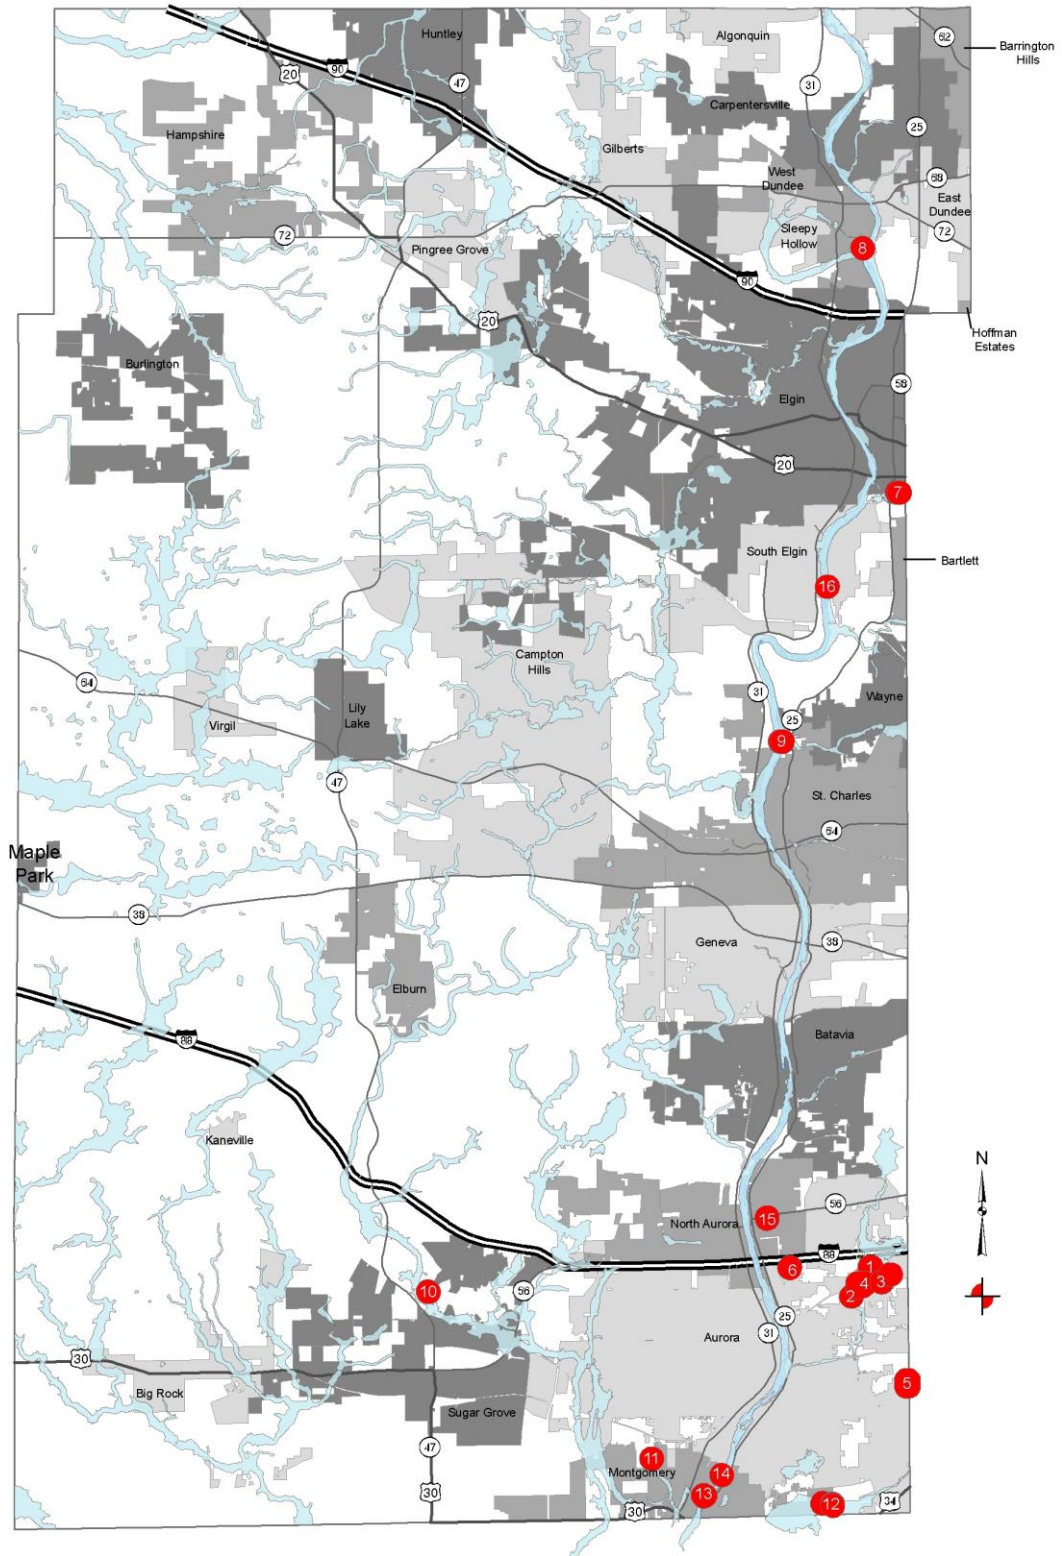 Huntley
Algonquin
62
Barrington
Hills
20
90
47
31
Carpentersville
25
Hampshire
Gilberts
West
Dundee
68
East
Dundee
72
Sleepy
Hollow
8
72
Pingree Grove
90
20
Hoffman
Estates
Burlington
58
Elgin
20
7
South Elgin
Bartlett
16
Campton
Hills
64
31
Wayne
Lily
Lake
25
Virgil
9
47
St. Charles
64
Maple
Park
38
Geneva
38
Elburn
88
Batavia
Kaneville
N
56
North Aurora
15
88
6
1
3
4
2
10
56
25
31
Aurora
30
5
Big Rock
Sugar Grove
47
11
Montgomery
14
13
30
30
12
34